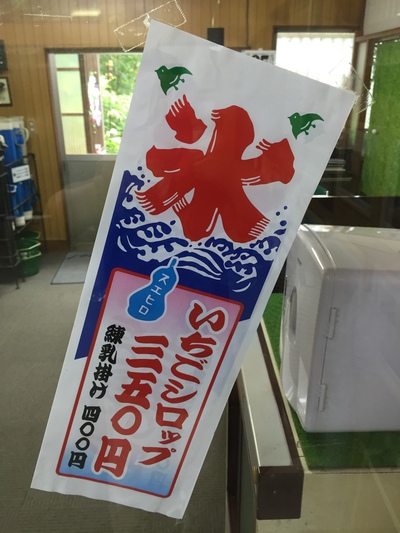 氷
スエヒロ
いちごシロップ
三五〇円
練乳掛け 四〇〇円